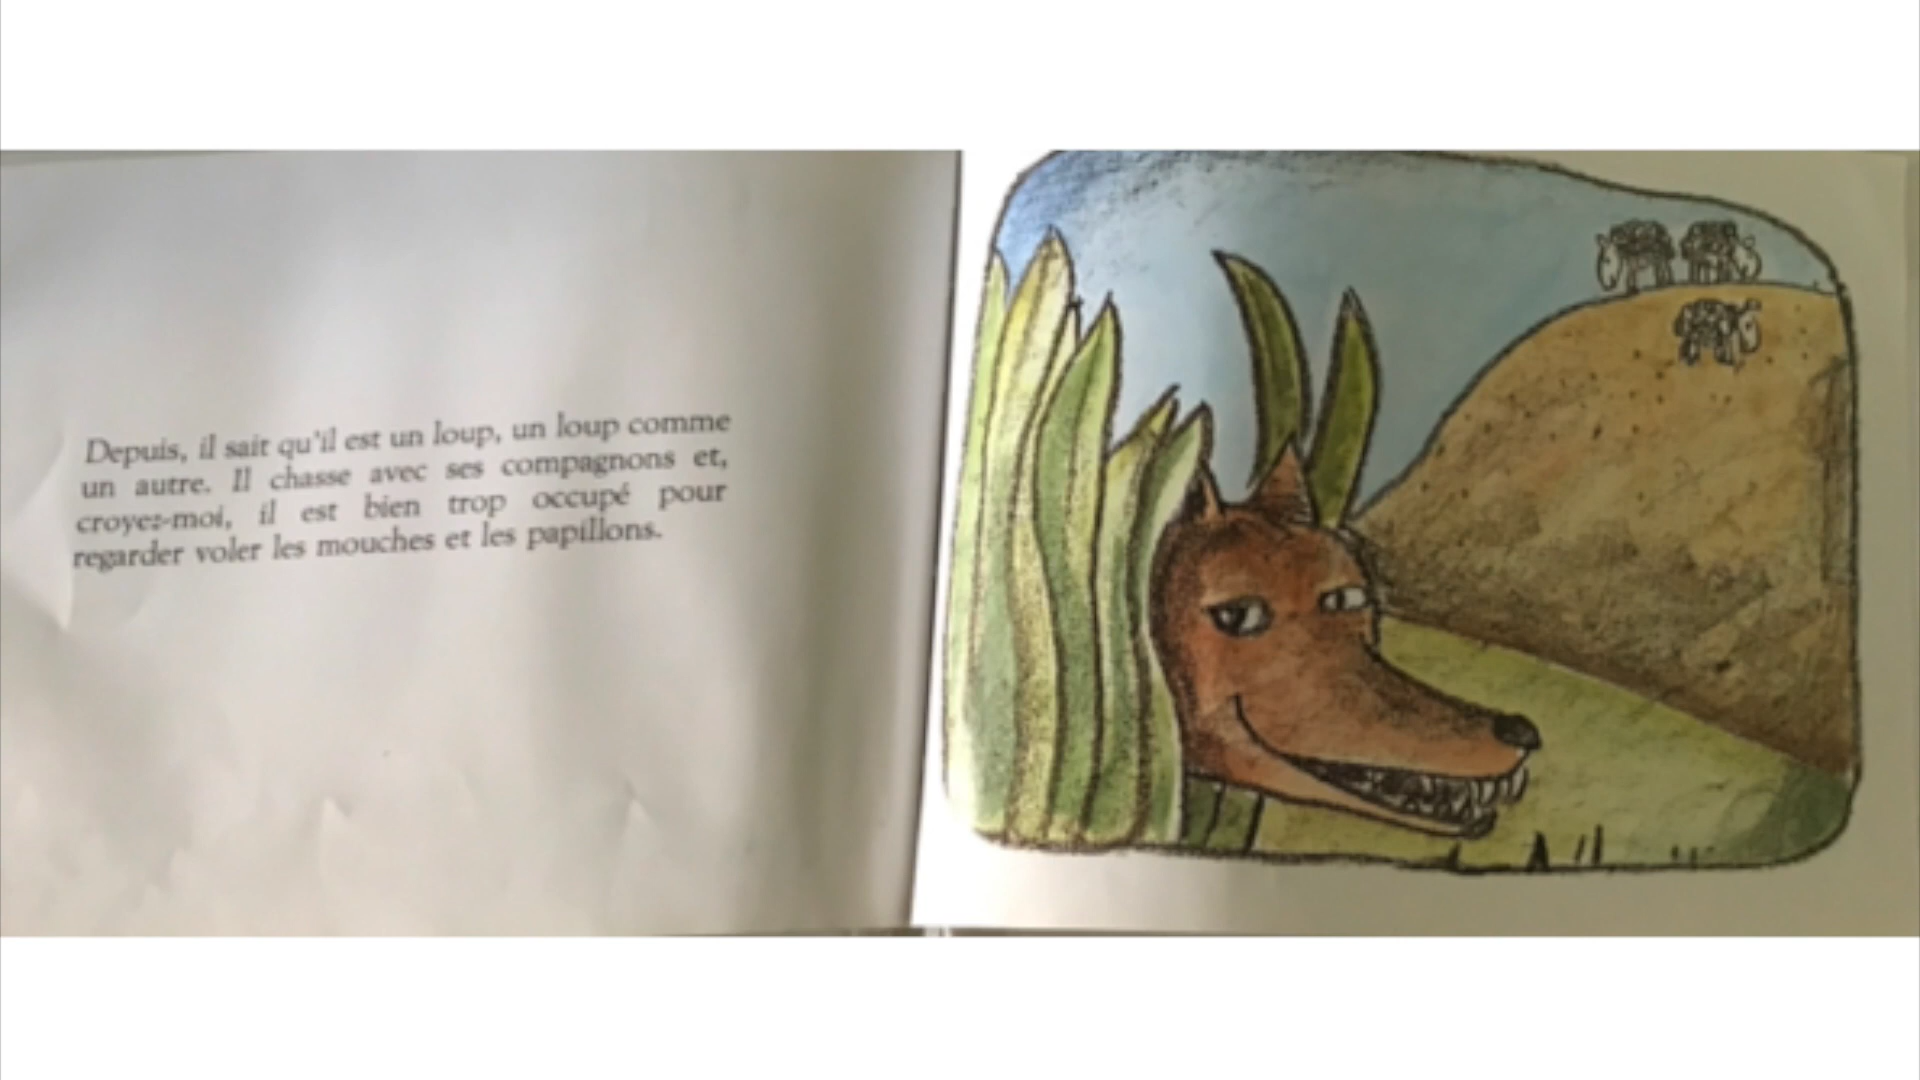 Depuis, il sait qu'il est un loup, un loup comme
un autre. Il chasse avec ses compagnons et,
croyez-moi, il est bien trop occupé pour
regarder voler les mouches et les papillons.